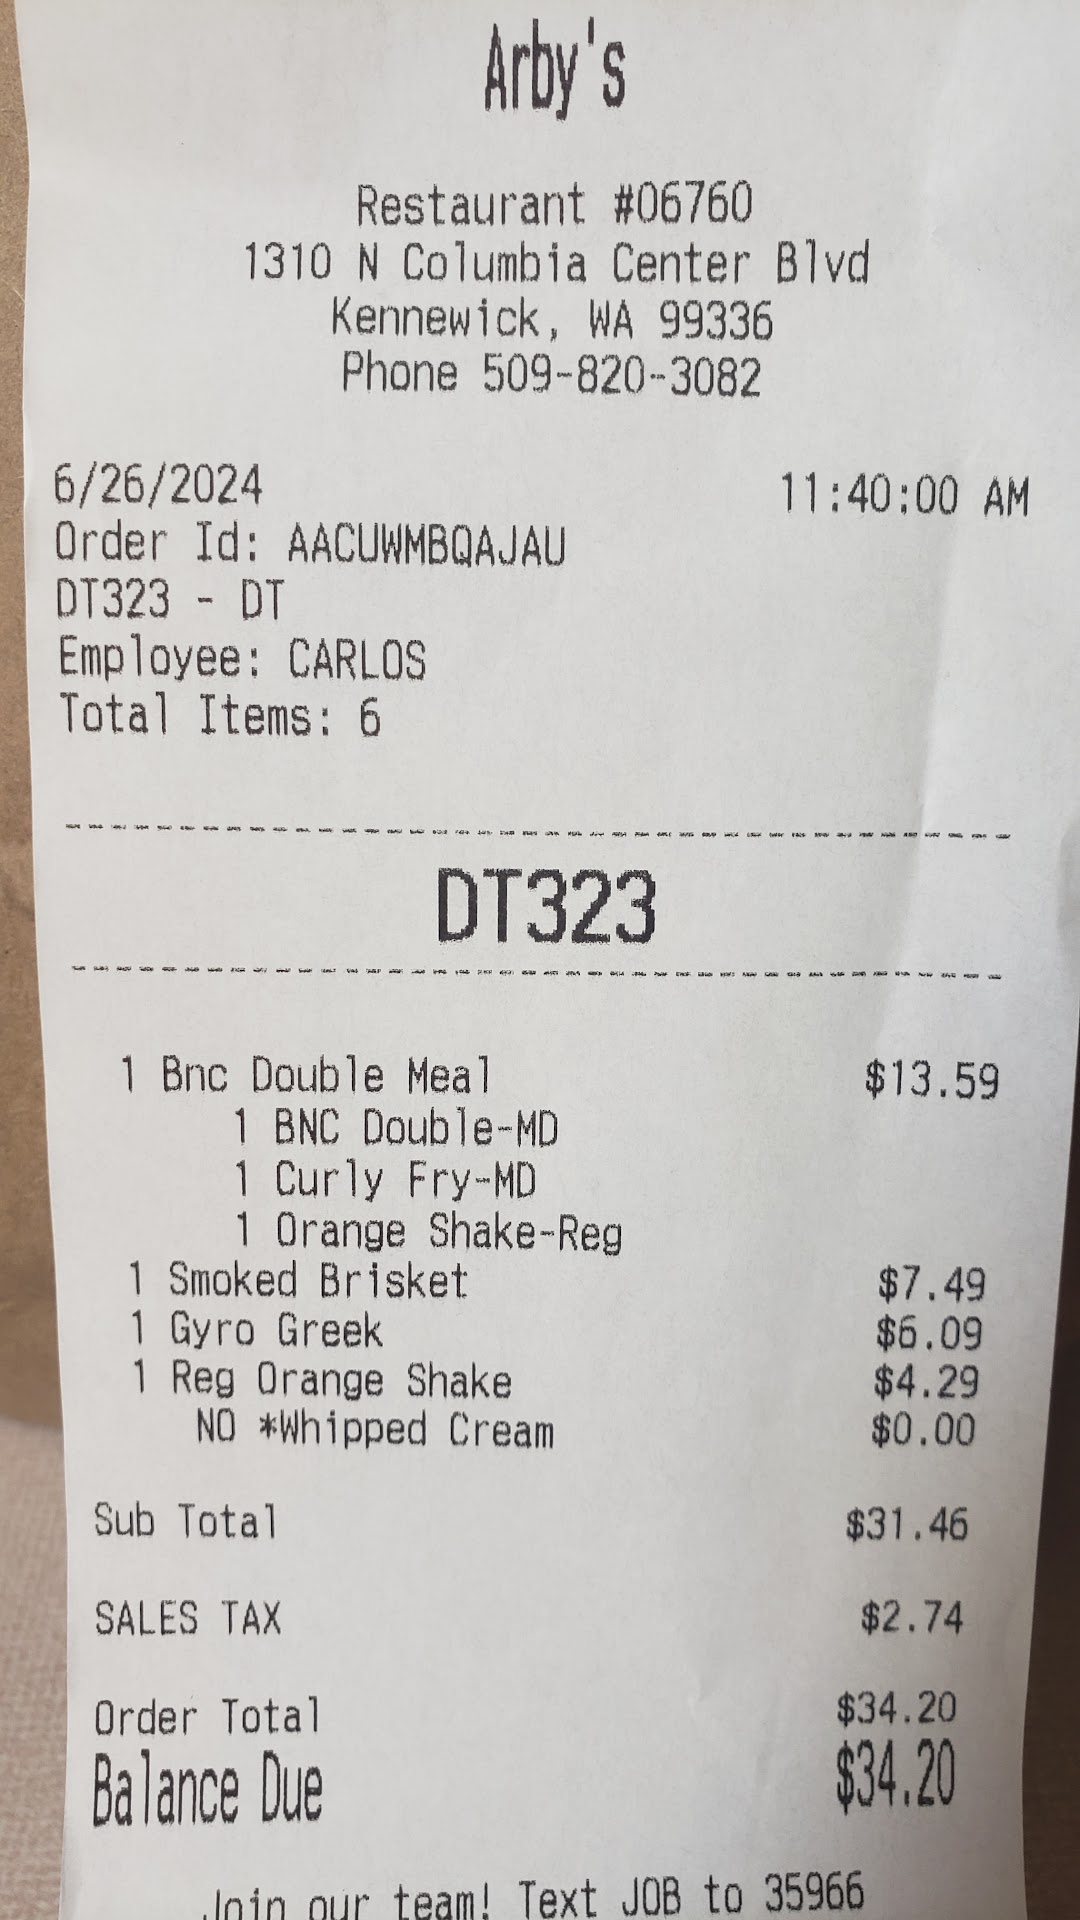 Arby's
Restaurant #06760
1310 N Columbia Center Blvd
Kennewick, WA 99336
Phone 509-820-3082
6/26/2024 11:40:00 AM
Order Id: AACUWMBQAJAU
DT323 - DT
Employee: CARLOS
Total Items: 6
DT323
1 Bnc Double Meal $13.59
1 BNC Double-MD
1 Curly Fry-MD
1 Orange Shake-Reg
1 Smoked Brisket $7.49
1 Gyro Greek $6.09
1 Reg Orange Shake $4.29
NO *Whipped Cream $0.00
Sub Total $31.46
SALES TAX $2.74
Order Total $34.20
Balance Due $34.20
Join our team! Text JOB to 35966